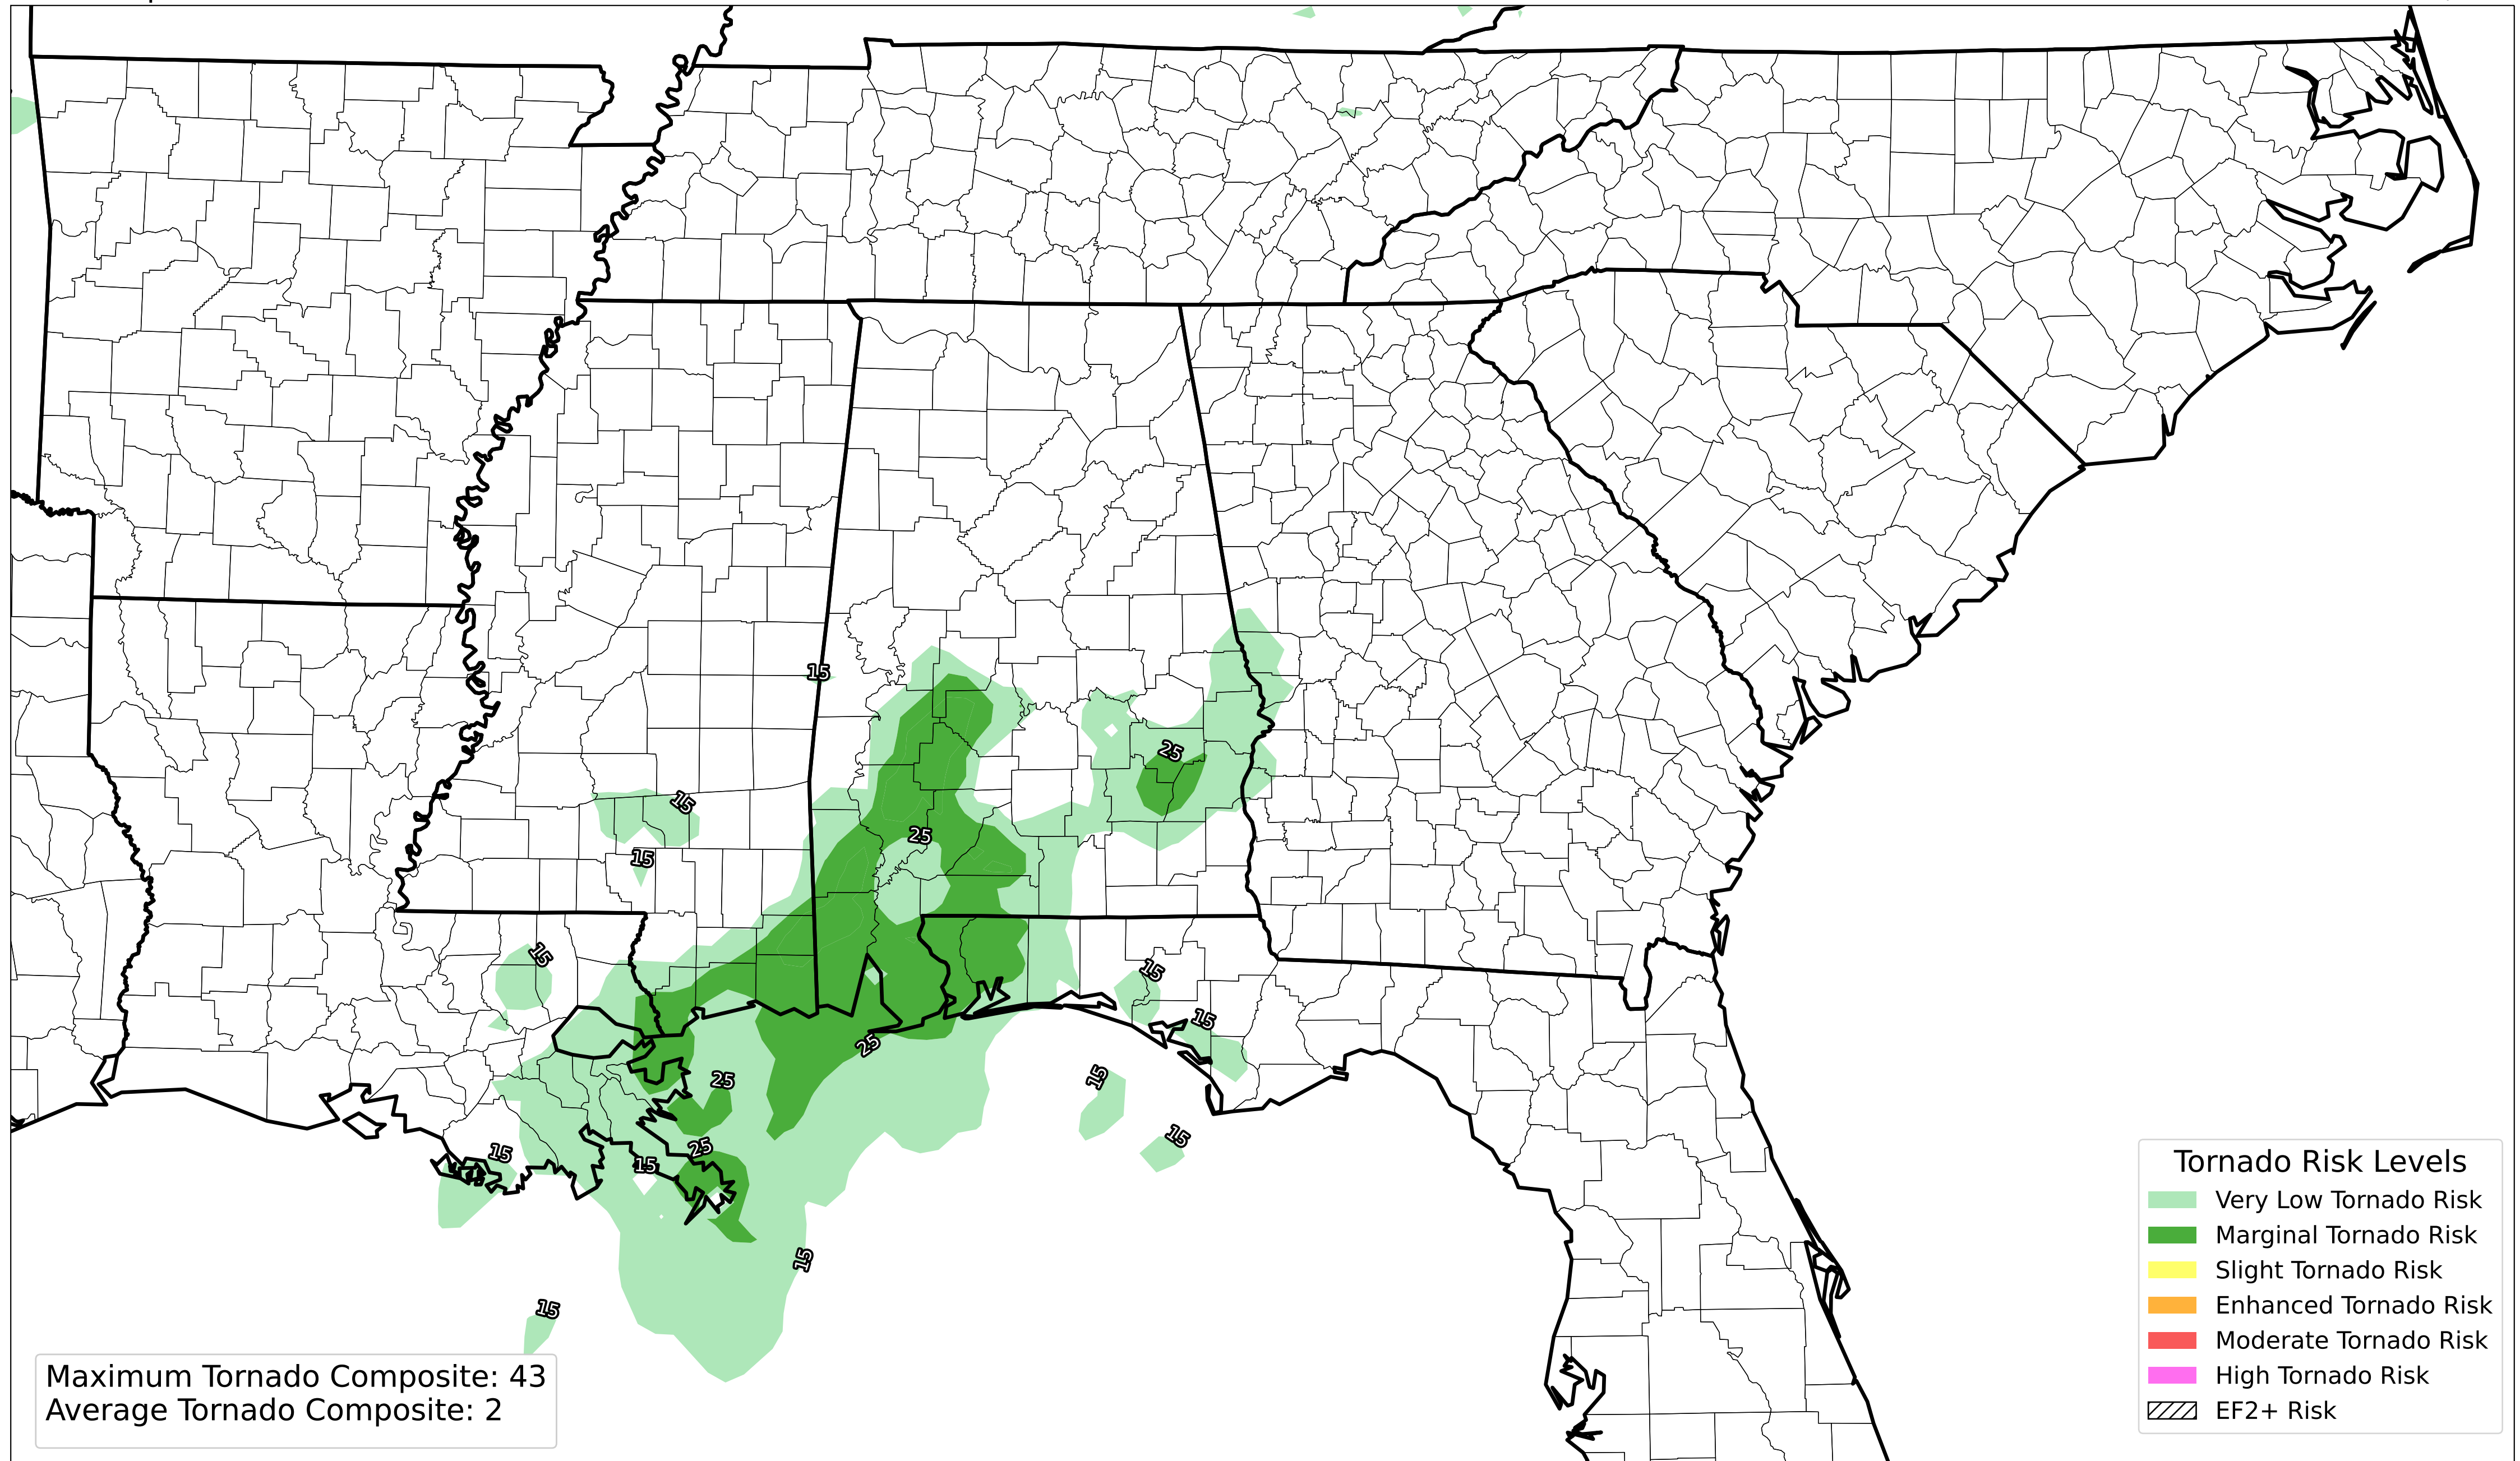 15
15
25
15
25
15
15
15
25
15
25
25
15
15
15
15
15
Tornado Risk Levels
Very Low Tornado Risk
Marginal Tornado Risk
Slight Tornado Risk
Enhanced Tornado Risk
Moderate Tornado Risk
High Tornado Risk
EF2+ Risk
Maximum Tornado Composite: 43
Average Tornado Composite: 2